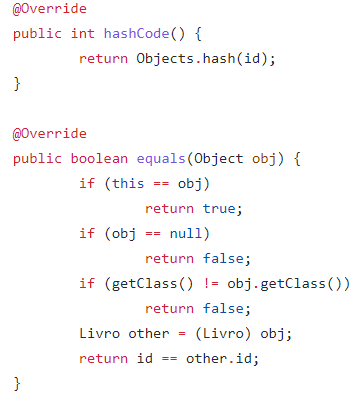 @Override
public int hashCode() {
        return Objects.hash(id);
}

@Override
public boolean equals(Object obj) {
        if (this == obj)
                return true;
        if (obj == null)
                return false;
        if (getClass() != obj.getClass())
                return false;
        Livro other = (Livro) obj;
        return id == other.id;
}